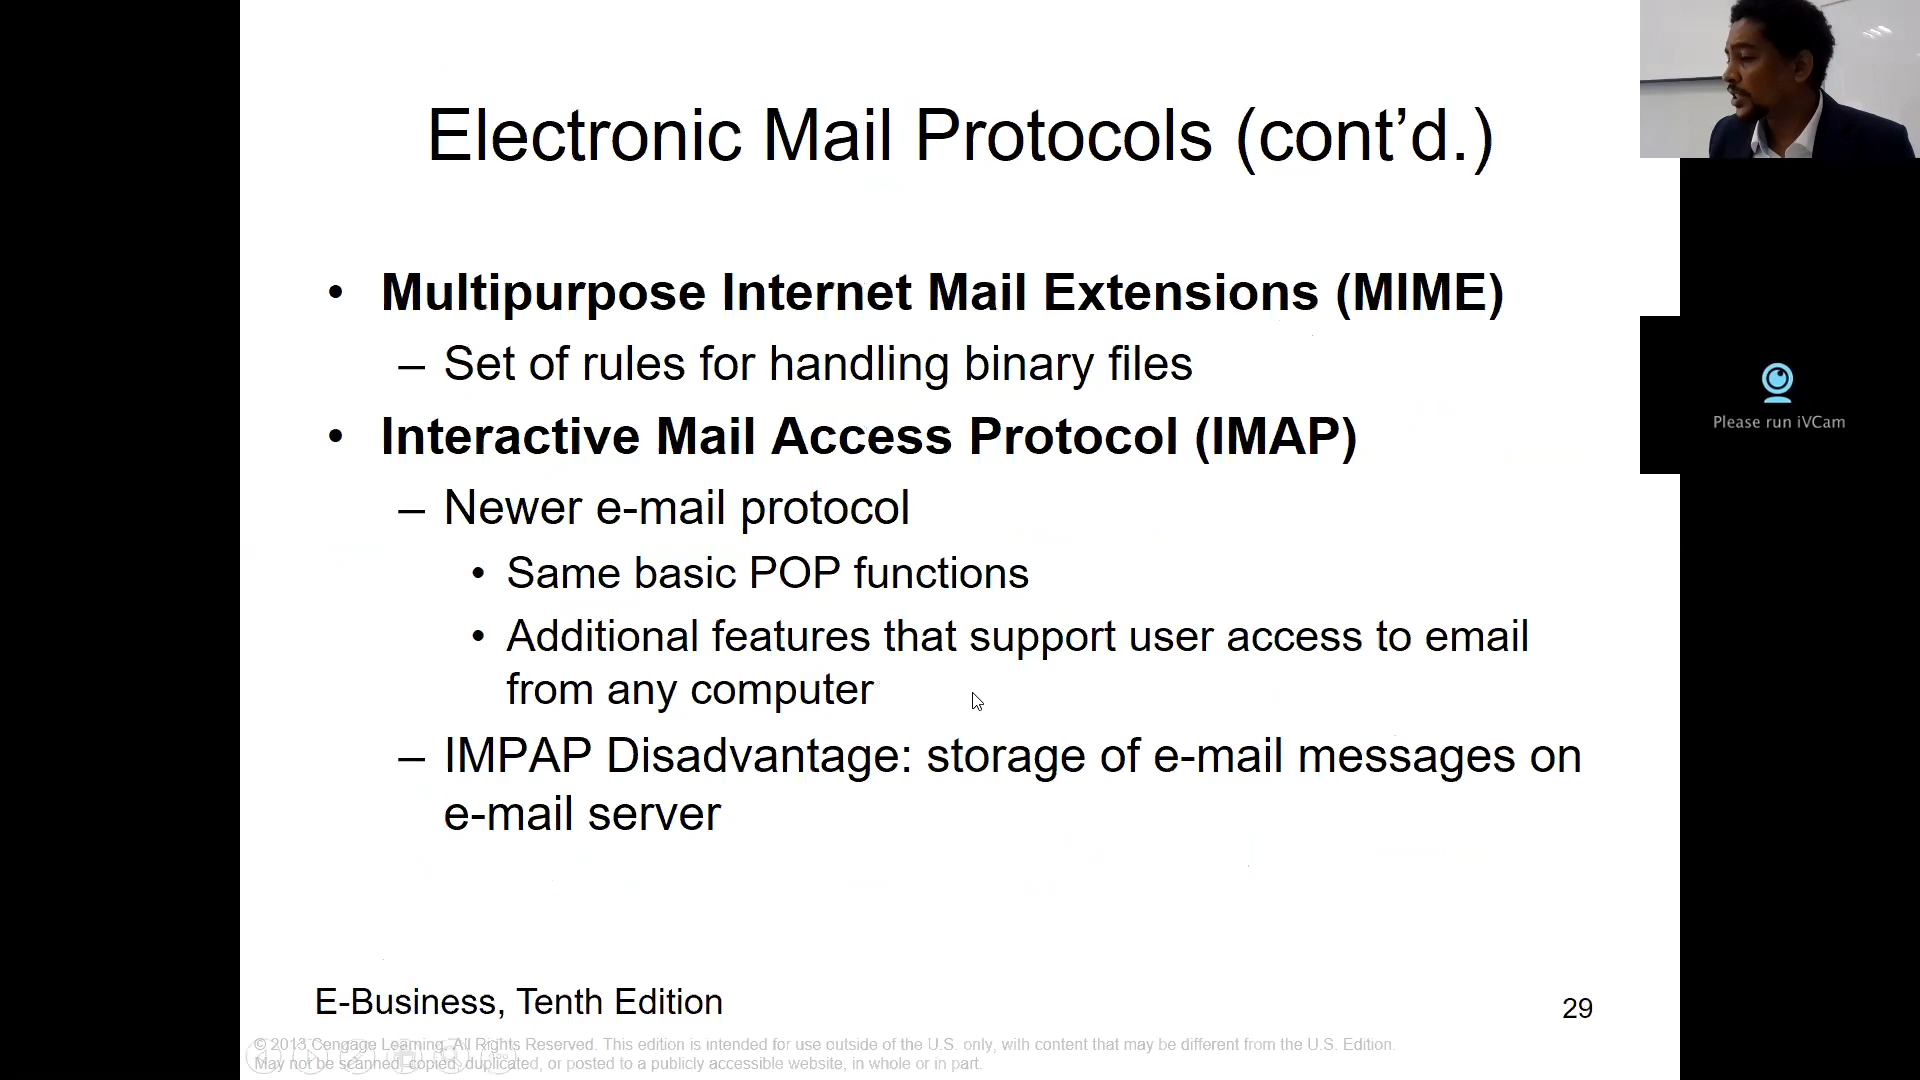 Electronic Mail Protocols (cont’d.)
• Multipurpose Internet Mail Extensions (MIME)
– Set of rules for handling binary files
• Interactive Mail Access Protocol (IMAP)
– Newer e-mail protocol
• Same basic POP functions
• Additional features that support user access to email
from any computer
– IMPAP Disadvantage: storage of e-mail messages on
e-mail server
Please run iVCam
E-Business, Tenth Edition
29
© 2013 Cengage Learning. All Rights Reserved. This edition is intended for use outside of the U.S. only, with content that may be different from the U.S. Edition.
May not be scanned, copied, duplicated, or posted to a publicly accessible website, in whole or in part.